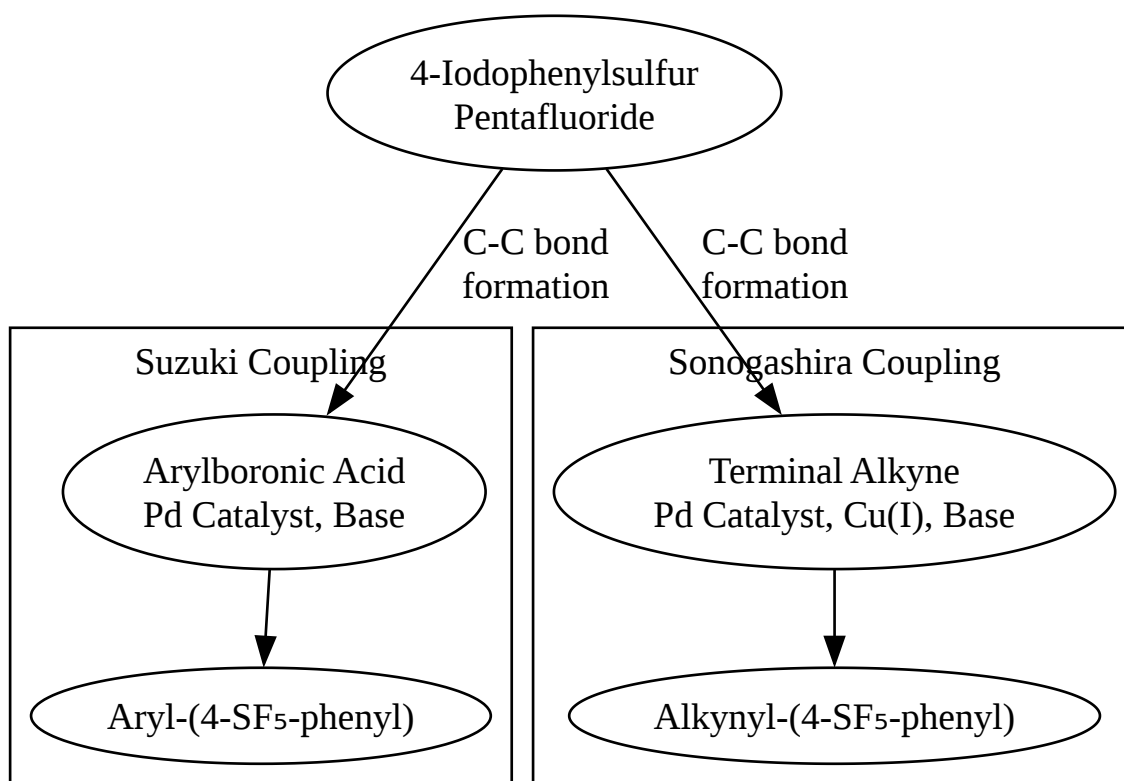 4-Iodophenylsulfur
Pentafluoride
C-C bond
formation
C-C bond
formation
Suzuki Coupling
Arylboronic Acid
Pd Catalyst, Base
Aryl-(4-SF₅-phenyl)
Sonogashira Coupling
Terminal Alkyne
Pd Catalyst, Cu(I), Base
Alkynyl-(4-SF₅-phenyl)